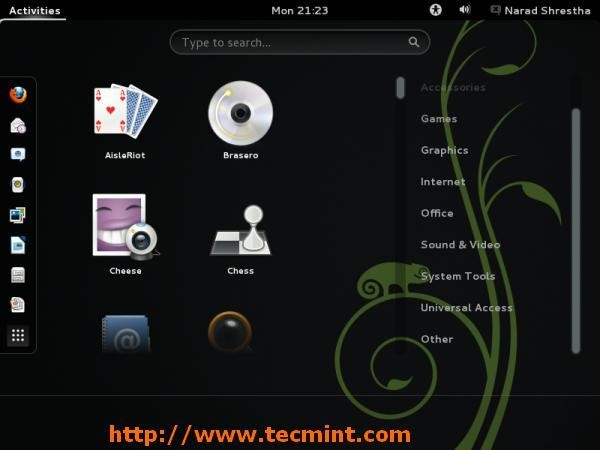 Activities
Mon 21:23
Narad Shrestha
Type to search...
AisleRiot
Brasero
Cheese
Chess
Accessories
Games
Graphics
Internet
Office
Sound & Video
System Tools
Universal Access
Other
http://www.tecmint.com